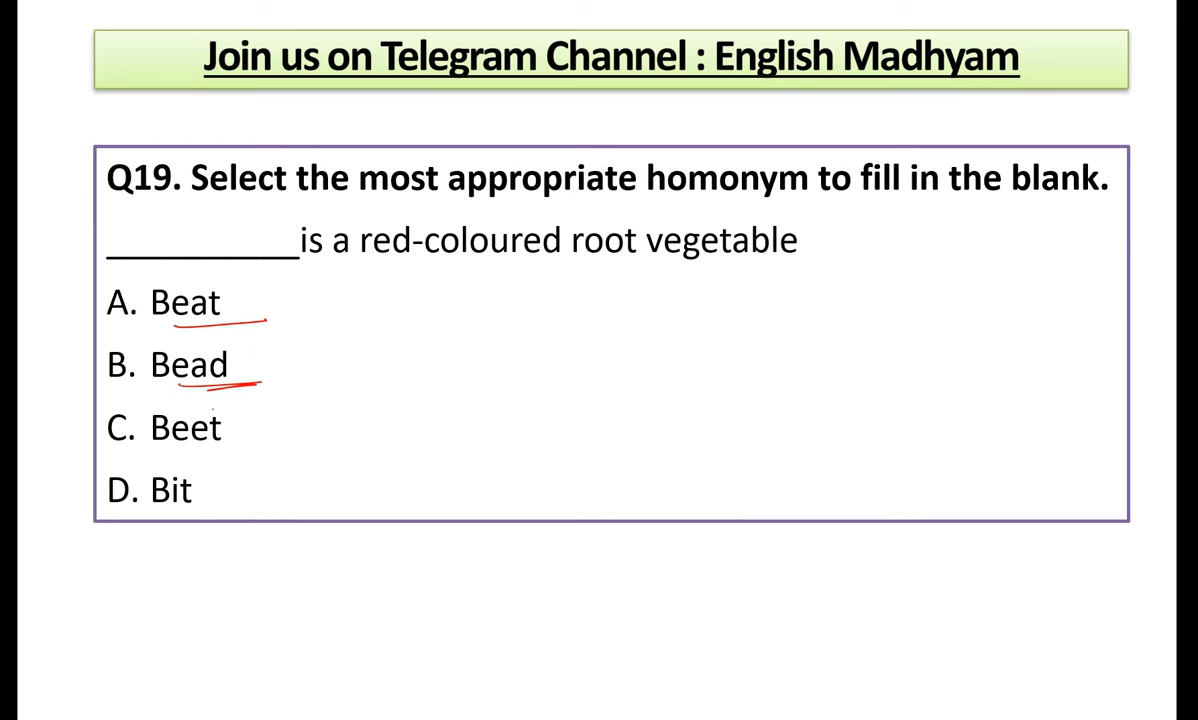 Join us on Telegram Channel : English Madhyam
Q19. Select the most appropriate homonym to fill in the blank.
__________is a red-coloured root vegetable
A. Beat
B. Bead
C. Beet
D. Bit